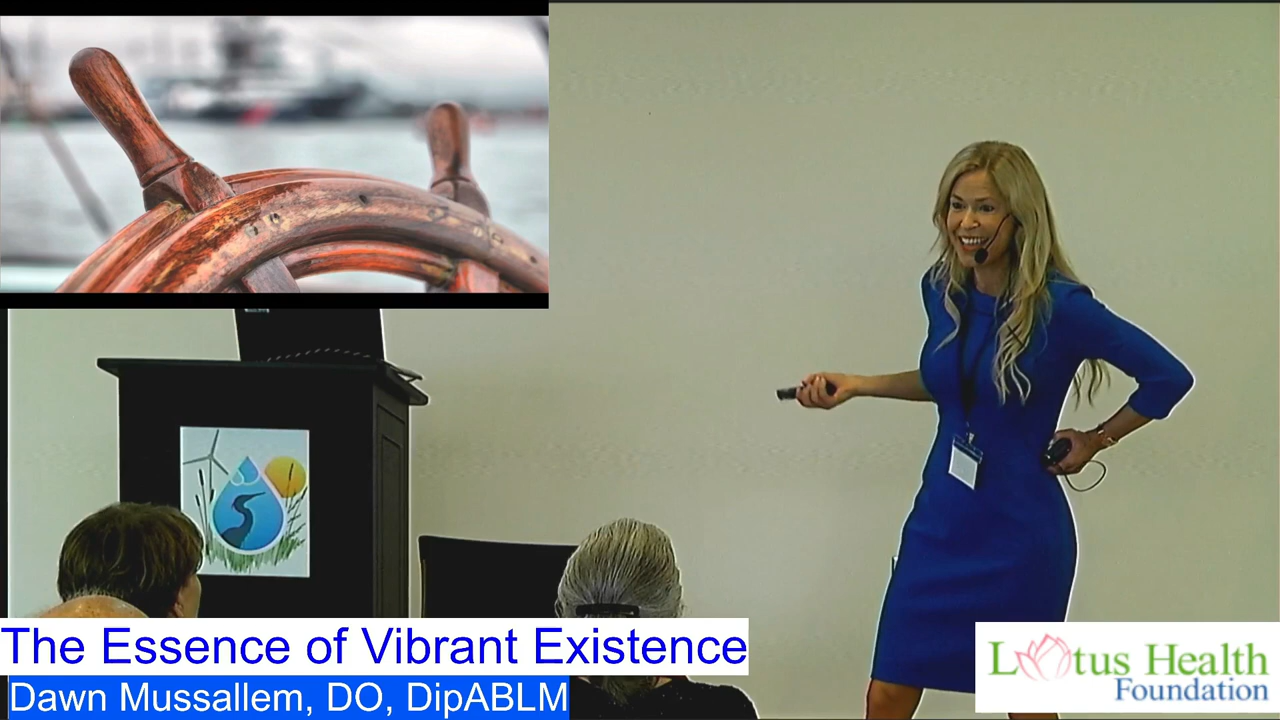 The Essence of Vibrant Existence
Dawn Mussallem, DO, DipABLM
Lotus Health
Foundation